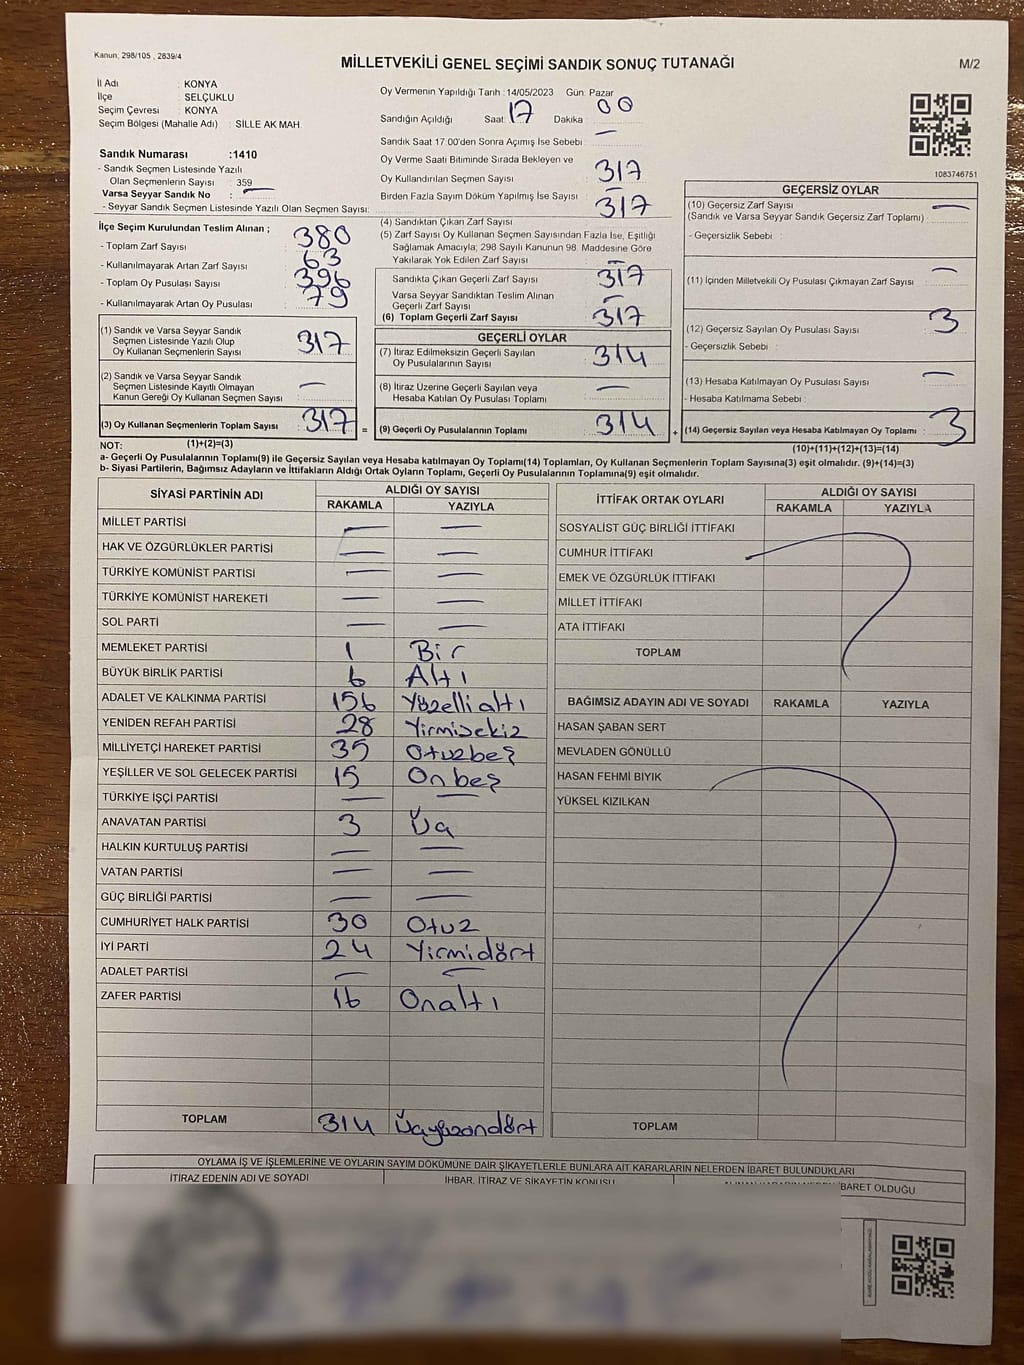 Kanun; 298/105 , 2839/4
MİLLETVEKİLİ GENEL SEÇİMİ SANDIK SONUÇ TUTANAĞI
M/2
İl Adı : KONYA
İlçe : SELÇUKLU
Seçim Çevresi : KONYA
Seçim Bölgesi (Mahalle Adı) : SİLLE AK MAH.
Sandık Numarası :1410
- Sandık Seçmen Listesinde Yazılı
Olan Seçmenlerin Sayısı : 359
Varsa Seyyar Sandık No : —
- Seyyar Sandık Seçmen Listesinde Yazılı Olan Seçmen Sayısı:
İlçe Seçim Kurulundan Teslim Alınan ;
- Toplam Zarf Sayısı : 380
- Kullanılmayarak Artan Zarf Sayısı : 63
- Toplam Oy Pusulası Sayısı : 396
- Kullanılmayarak Artan Oy Pusulası : 79
(1) Sandık ve Varsa Seyyar Sandık
Seçmen Listesinde Yazılı Olup
Oy Kullanan Seçmenlerin Sayısı : 317
(2) Sandık ve Varsa Seyyar Sandık
Seçmen Listesinde Kayıtlı Olmayan
Kanun Gereği Oy Kullanan Seçmen Sayısı : —
(3) Oy Kullanan Seçmenlerin Toplam Sayısı : 317 =
Oy Vermenin Yapıldığı Tarih :14/05/2023 Gün: Pazar
Sandığın Açıldığı Saat: 17 Dakika : 00
Sandık Saat 17:00'den Sonra Açımış İse Sebebi : —
Oy Verme Saati Bitiminde Sırada Bekleyen ve
Oy Kullandırılan Seçmen Sayısı : 317
Birden Fazla Sayım Döküm Yapılmış İse Sayısı : —
(4) Sandıktan Çıkan Zarf Sayısı : 317
(5) Zarf Sayısı Oy Kullanan Seçmen Sayısından Fazla İse, Eşitliği
Sağlamak Amacıyla; 298 Sayılı Kanunun 98. Maddesine Göre
Yakılarak Yok Edilen Zarf Sayısı : —
Sandıkta Çıkan Geçerli Zarf Sayısı : 317
Varsa Seyyar Sandıktan Teslim Alınan
Geçerli Zarf Sayısı : —
(6) Toplam Geçerli Zarf Sayısı : 317
GEÇERLİ OYLAR
(7) İtiraz Edilmeksizin Geçerli Sayılan
Oy Pusulalarının Sayısı : 314
(8) İtiraz Üzerine Geçerli Sayılan veya
Hesaba Katılan Oy Pusulası Toplamı : —
(9) Geçerli Oy Pusulalarının Toplamı : 314 +
1083746751
GEÇERSİZ OYLAR
(10) Geçersiz Zarf Sayısı : —
(Sandık ve Varsa Seyyar Sandık Geçersiz Zarf Toplamı)
- Geçersizlik Sebebi :
(11) İçinden Milletvekili Oy Pusulası Çıkmayan Zarf Sayısı : —
(12) Geçersiz Sayılan Oy Pusulası Sayısı : 3
- Geçersizlik Sebebi :
(13) Hesaba Katılmayan Oy Pusulası Sayısı : —
- Hesaba Katılmama Sebebi :
(14) Geçersiz Sayılan veya Hesaba Katılmayan Oy Toplamı : 3
NOT: (1)+(2)=(3)
(10)+(11)+(12)+(13)=(14)
a- Geçerli Oy Pusulalarının Toplamı(9) ile Geçersiz Sayılan veya Hesaba katılmayan Oy Toplamı(14) Toplamları, Oy Kullanan Seçmenlerin Toplam Sayısına(3) eşit olmalıdır. (9)+(14)=(3)
b- Siyasi Partilerin, Bağımsız Adayların ve İttifakların Aldığı Ortak Oyların Toplamı, Geçerli Oy Pusulalarının Toplamına(9) eşit olmalıdır.
SİYASİ PARTİNİN ADI ALDIĞI OY SAYISI
RAKAMLA YAZIYLA
MİLLET PARTİSİ — —
HAK VE ÖZGÜRLÜKLER PARTİSİ — —
TÜRKİYE KOMÜNİST PARTİSİ — —
TÜRKİYE KOMÜNİST HAREKETİ — —
SOL PARTİ — —
MEMLEKET PARTİSİ 1 Bir
BÜYÜK BİRLİK PARTİSİ 6 Altı
ADALET VE KALKINMA PARTİSİ 156 Yüzellialtı
YENİDEN REFAH PARTİSİ 28 Yirmisekiz
MİLLİYETÇİ HAREKET PARTİSİ 35 Otuzbeş
YEŞİLLER VE SOL GELECEK PARTİSİ 15 Onbeş
TÜRKİYE İŞÇİ PARTİSİ — —
ANAVATAN PARTİSİ 3 Üç
HALKIN KURTULUŞ PARTİSİ — —
VATAN PARTİSİ — —
GÜÇ BİRLİĞİ PARTİSİ — —
CUMHURİYET HALK PARTİSİ 30 Otuz
İYİ PARTİ 24 Yirmidört
ADALET PARTİSİ — —
ZAFER PARTİSİ 16 Onaltı
TOPLAM 314 Üçyüzondört
İTTİFAK ORTAK OYLARI ALDIĞI OY SAYISI
RAKAMLA YAZIYLA
SOSYALİST GÜÇ BİRLİĞİ İTTİFAKI
CUMHUR İTTİFAKI
EMEK VE ÖZGÜRLÜK İTTİFAKI
MİLLET İTTİFAKI
ATA İTTİFAKI
TOPLAM
BAĞIMSIZ ADAYIN ADI VE SOYADI RAKAMLA YAZIYLA
HASAN ŞABAN SERT
MEVLADEN GÖNÜLLÜ
HASAN FEHMİ BIYIK
YÜKSEL KIZILKAN
TOPLAM
OYLAMA İŞ VE İŞLEMLERİNE VE OYLARIN SAYIM DÖKÜMÜNE DAİR ŞİKAYETLERLE BUNLARA AİT KARARLARIN NELERDEN İBARET BULUNDUKLARI
İTİRAZ EDENİN ADI VE SOYADI İHBAR, İTİRAZ VE ŞİKAYETİN KONUSU İBARET OLDUĞU